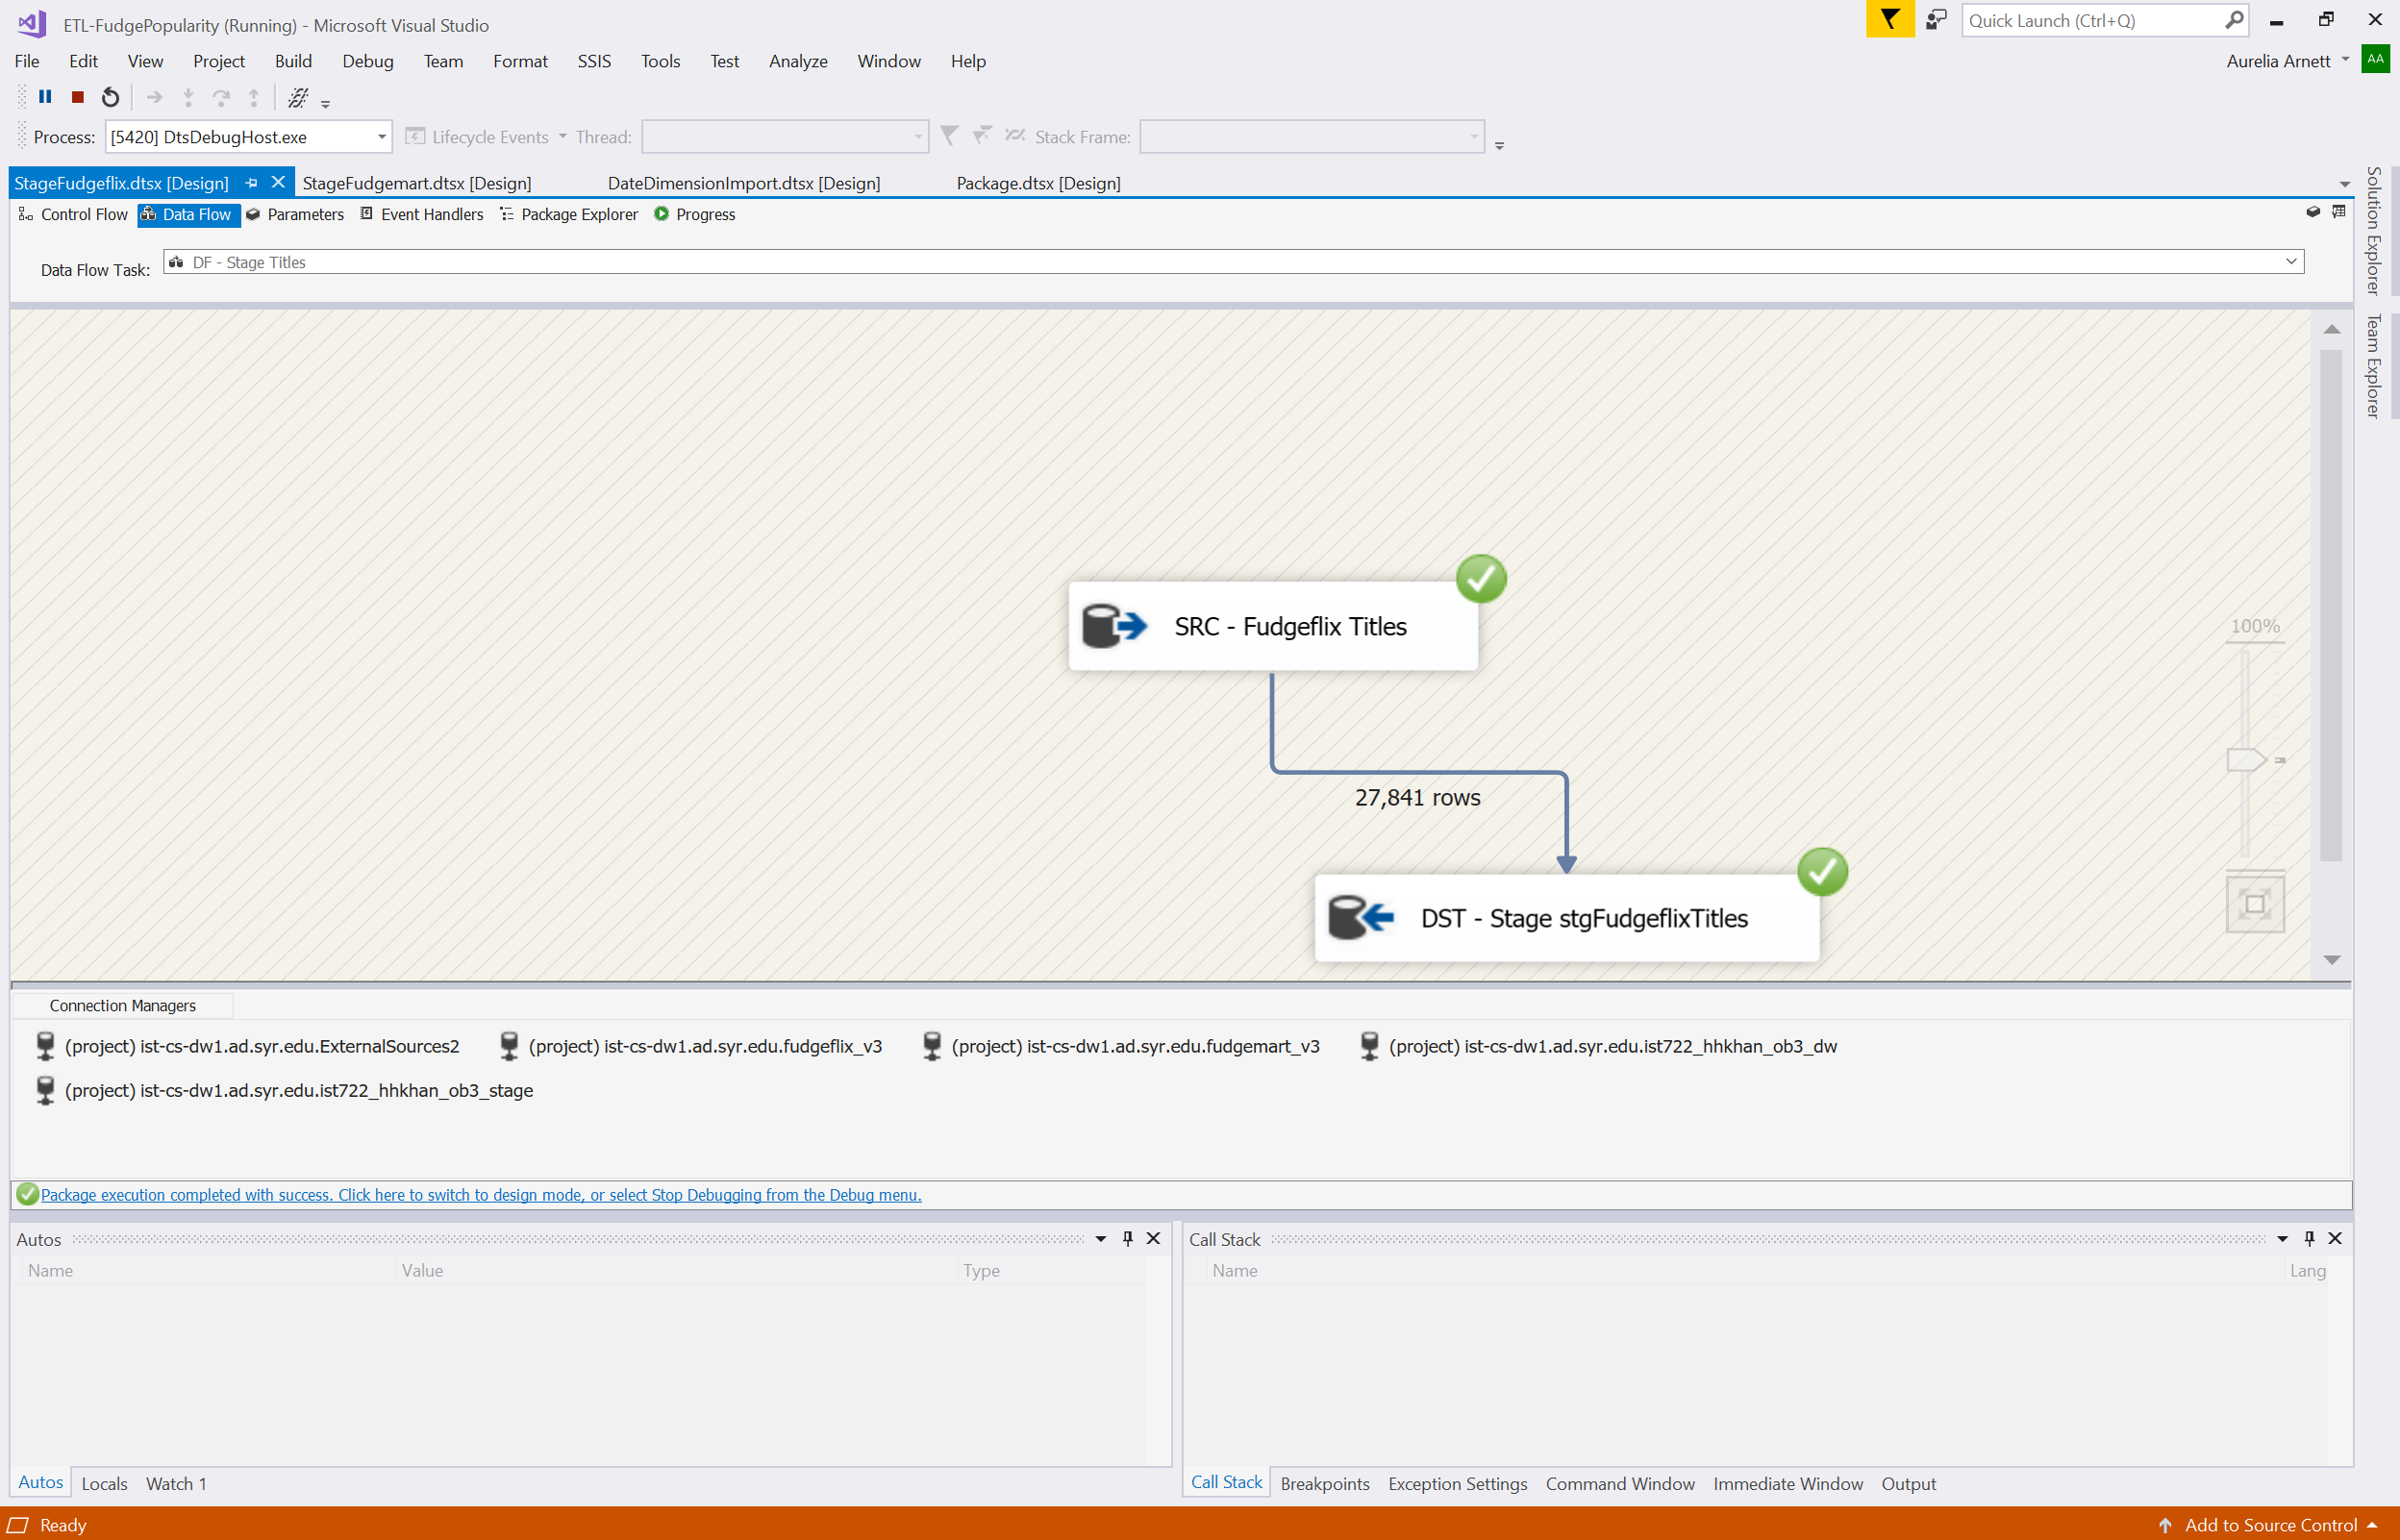 ETL-FudgePopularity (Running) - Microsoft Visual Studio
Quick Launch (Ctrl+Q)
File Edit View Project Build Debug Team Format SSIS Tools Test Analyze Window Help
Aurelia Arnett AA
Process: [5420] DtsDebugHost.exe Lifecycle Events Thread: Stack Frame:
StageFudgeflix.dtsx [Design] StageFudgemart.dtsx [Design] DateDimensionImport.dtsx [Design] Package.dtsx [Design]
Control Flow Data Flow Parameters Event Handlers Package Explorer Progress
Data Flow Task: DF - Stage Titles
Solution Explorer
Team Explorer
SRC - Fudgeflix Titles
100%
27,841 rows
DST - Stage stgFudgeflixTitles
Connection Managers
(project) ist-cs-dw1.ad.syr.edu.ExternalSources2 (project) ist-cs-dw1.ad.syr.edu.fudgeflix_v3 (project) ist-cs-dw1.ad.syr.edu.fudgemart_v3 (project) ist-cs-dw1.ad.syr.edu.ist722_hhkhan_ob3_dw
(project) ist-cs-dw1.ad.syr.edu.ist722_hhkhan_ob3_stage
Package execution completed with success. Click here to switch to design mode, or select Stop Debugging from the Debug menu.
Autos
Name Value Type
Call Stack
Name Lang
Autos Locals Watch 1
Call Stack Breakpoints Exception Settings Command Window Immediate Window Output
Ready
Add to Source Control